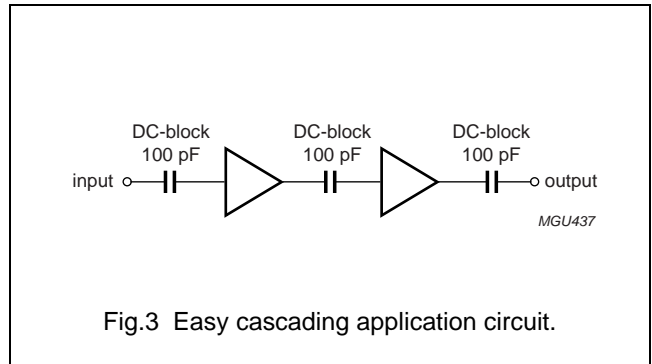 DC-block DC-block DC-block
100 pF 100 pF 100 pF
input output
MGU437
Fig.3 Easy cascading application circuit.